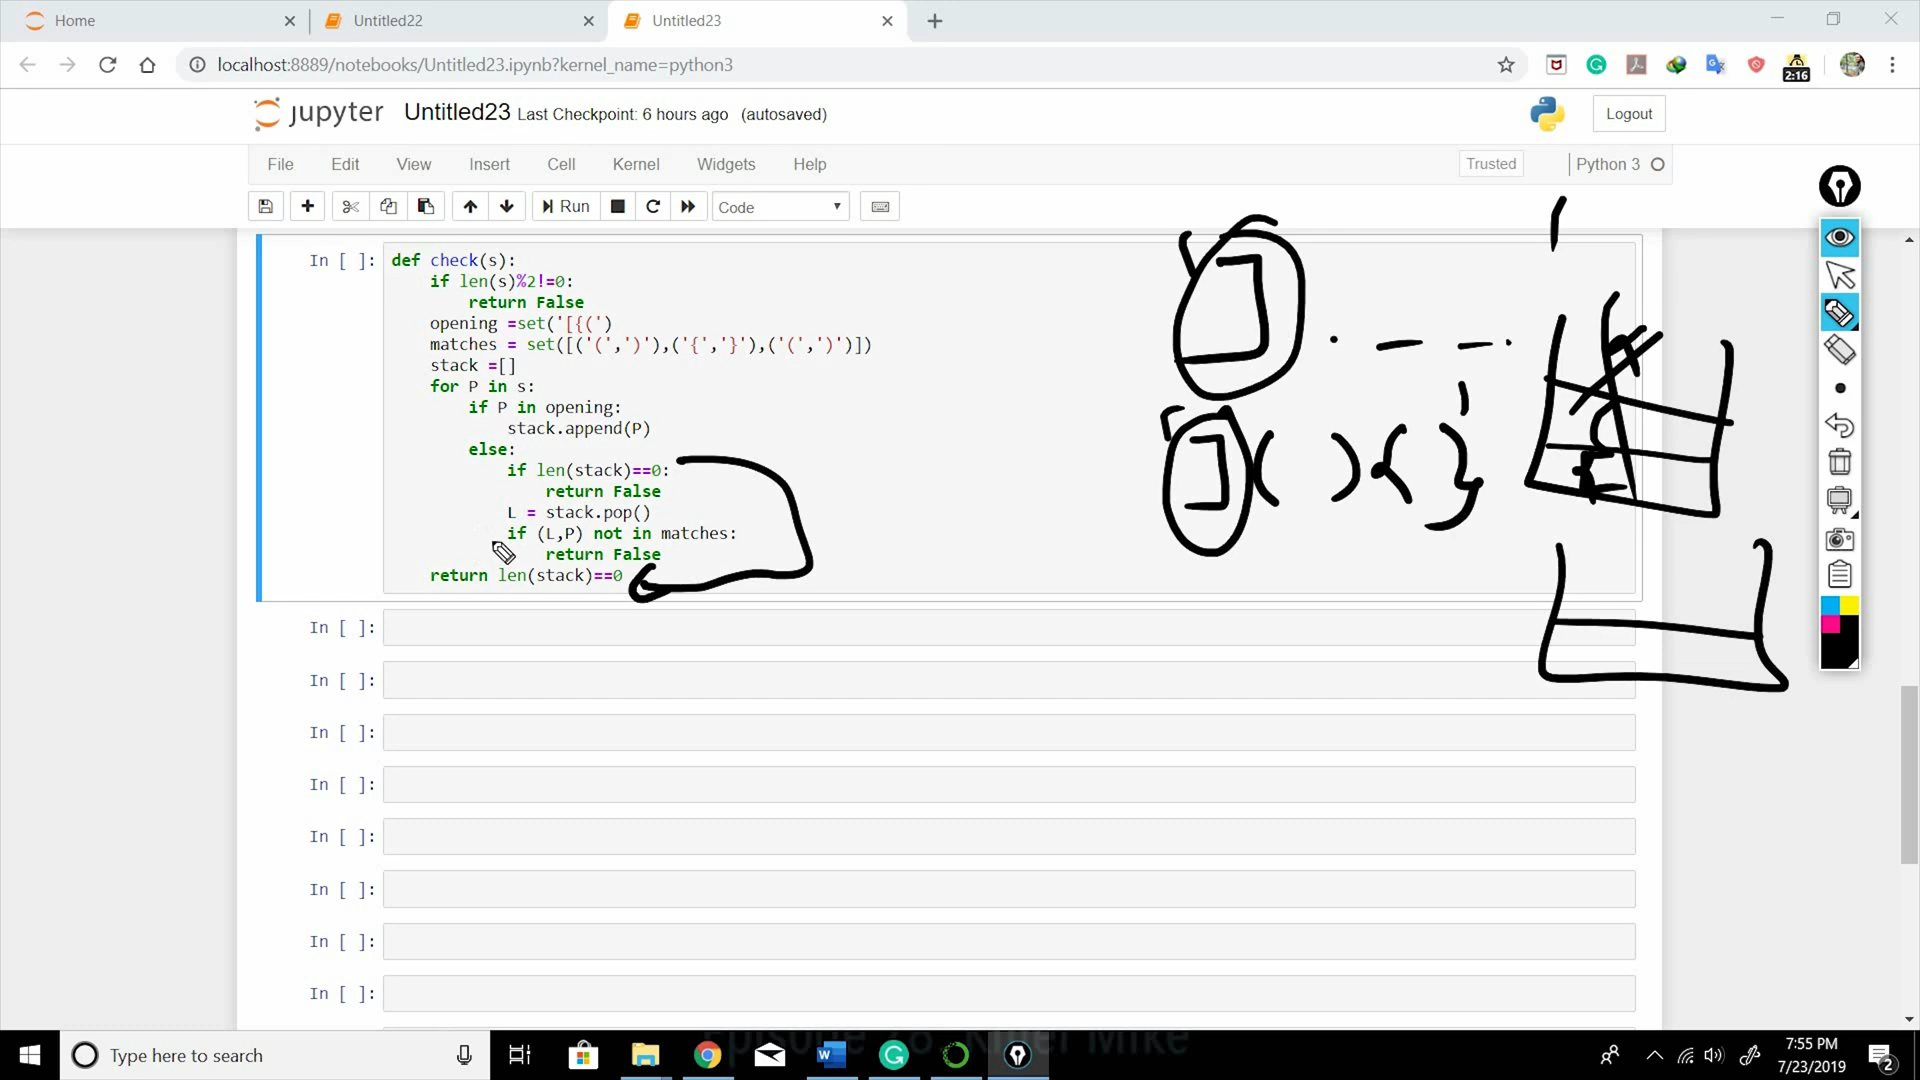 Home
Untitled22
Untitled23
localhost:8889/notebooks/Untitled23.ipynb?kernel_name=python3
2:16
jupyter Untitled23 Last Checkpoint: 6 hours ago (autosaved)
Logout
File Edit View Insert Cell Kernel Widgets Help
Trusted
Python 3
Run
Code
In [ ]:
def check(s):
if len(s)%2!=0:
return False
opening =set('[{(')
matches = set([('(',')'),('{','}'),('(',')')])
stack =[]
for P in s:
if P in opening:
stack.append(P)
else:
if len(stack)==0:
return False
L = stack.pop()
if (L,P) not in matches:
return False
return len(stack)==0
In [ ]:
In [ ]:
In [ ]:
In [ ]:
In [ ]:
In [ ]:
In [ ]:
In [ ]:
Type here to search
7:55 PM
7/23/2019
2